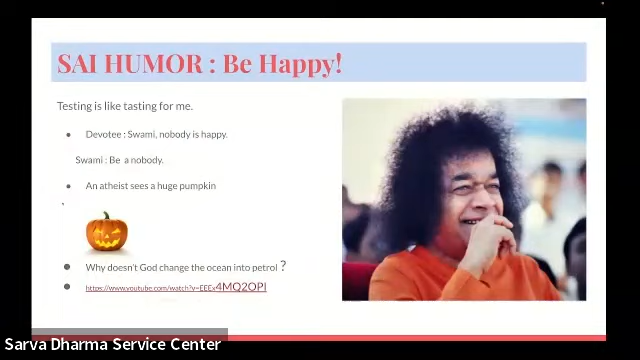 SAI HUMOR : Be Happy!
Testing is like tasting for me.
● Devotee : Swami, nobody is happy.
Swami : Be a nobody.
● An atheist sees a huge pumpkin
● Why doesn't God change the ocean into petrol ?
● https://www.youtube.com/watch?v=EEEx4MQ2OPI
Sarva Dharma Service Center